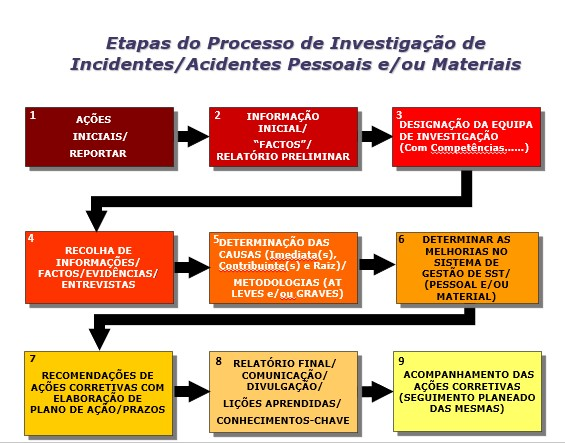 Etapas do Processo de Investigação de
Incidentes/Acidentes Pessoais e/ou Materiais
1
AÇÕES
INICIAIS/
REPORTAR
2
INFORMAÇÃO
INICIAL/
“FACTOS”/
RELATÓRIO PRELIMINAR
3
DESIGNAÇÃO DA EQUIPA
DE INVESTIGAÇÃO
(Com Competências......)
4
RECOLHA DE
INFORMAÇÕES/
FACTOS/EVIDÊNCIAS/
ENTREVISTAS
5
DETERMINAÇÃO DAS
CAUSAS (Imediata(s),
Contribuinte(s) e Raiz)/
METODOLOGIAS (AT
LEVES e/ou GRAVES)
6
DETERMINAR AS
MELHORIAS NO
SISTEMA DE
GESTÃO DE SST/
(PESSOAL E/OU
MATERIAL)
7
RECOMENDAÇÕES DE
AÇÕES CORRETIVAS COM
ELABORAÇÃO DE
PLANO DE AÇÃO/PRAZOS
8
RELATÓRIO FINAL/
COMUNICAÇÃO/
DIVULGAÇÃO/
LIÇÕES APRENDIDAS/
CONHECIMENTOS-CHAVE
9
ACOMPANHAMENTO DAS
AÇÕES CORRETIVAS
(SEGUIMENTO PLANEADO
DAS MESMAS)